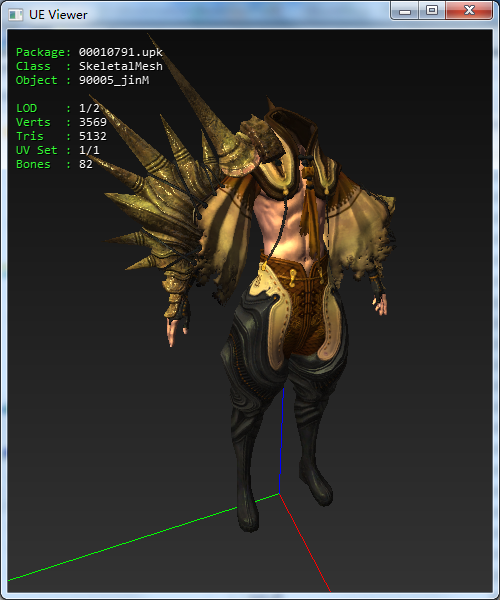 UE Viewer
Package: 00010791.upk
Class  : SkeletalMesh
Object : 90005_jinM
LOD    : 1/2
Verts  : 3569
Tris   : 5132
UV Set : 1/1
Bones  : 82